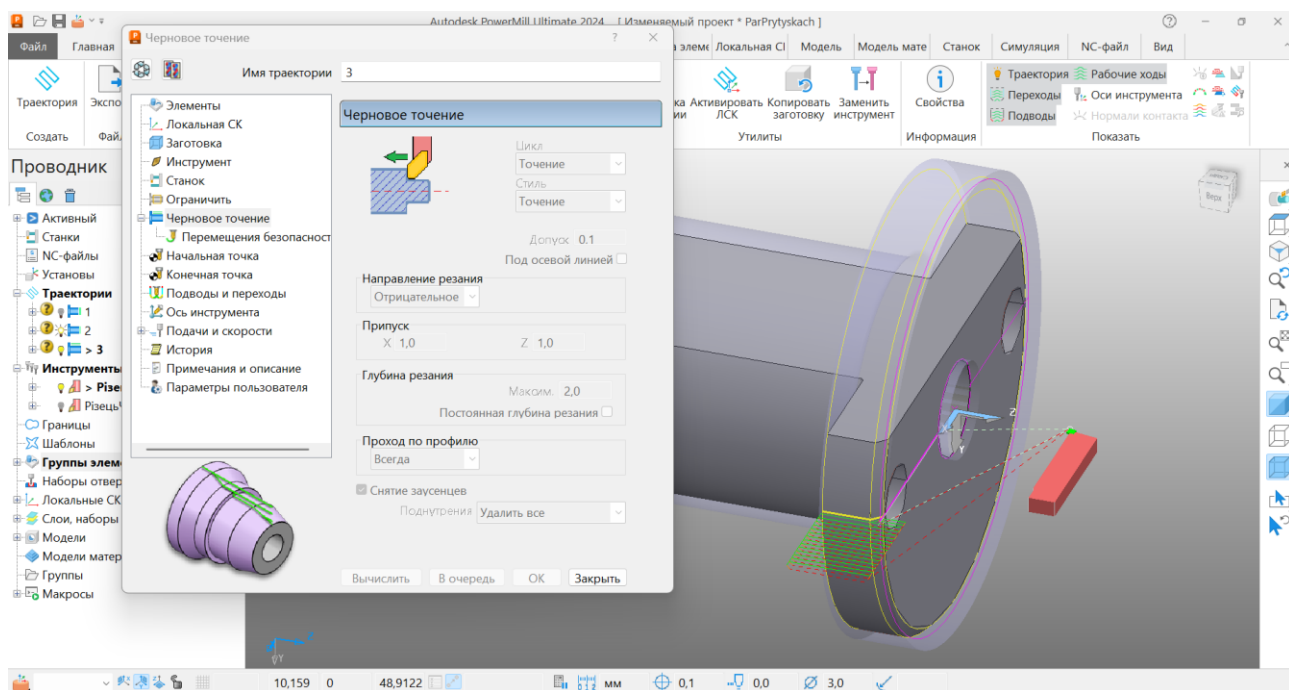 Autodesk PowerMill Ultimate 2024 [ Изменяемый проект * ParPrytyskach ]
Файл
Главная
Локальная СІ
Модель
Модель мате
Станок
Симуляция
NC-файл
Вид
Траектория
Создать
Активировать ЛСК
Копировать заготовку
Заменить инструмент
Утилиты
Свойства
Информация
Траектория
Рабочие ходы
Переходы
Оси инструмента
Подводы
Нормали контакта
Показать
Проводник
Активный
Станки
NC-файлы
Установы
Траектории
1
2
> 3
Инструменты
> Різе
Різець
Границы
Шаблоны
Группы элем
Наборы отвер
Локальные СК
Слои, наборы
Модели
Модели матер
Группы
Макросы
Черновое точение
Имя траектории 3
Элементы
Локальная СК
Заготовка
Инструмент
Станок
Ограничить
Черновое точение
Перемещения безопасност
Начальная точка
Конечная точка
Подводы и переходы
Ось инструмента
Подачи и скорости
История
Примечания и описание
Параметры пользователя
Черновое точение
Цикл
Точение
Стиль
Точение
Допуск 0.1
Под осевой линией
Направление резания
Отрицательное
Припуск
X 1,0 Z 1,0
Глубина резания
Максим. 2,0
Постоянная глубина резания
Проход по профилю
Всегда
Снятие заусенцев
Поднутрения Удалить все
Вычислить В очередь OK Закрыть
Верх
X
Y
Z
Y
10,159 0 48,9122 мм 0,1 0,0 3,0